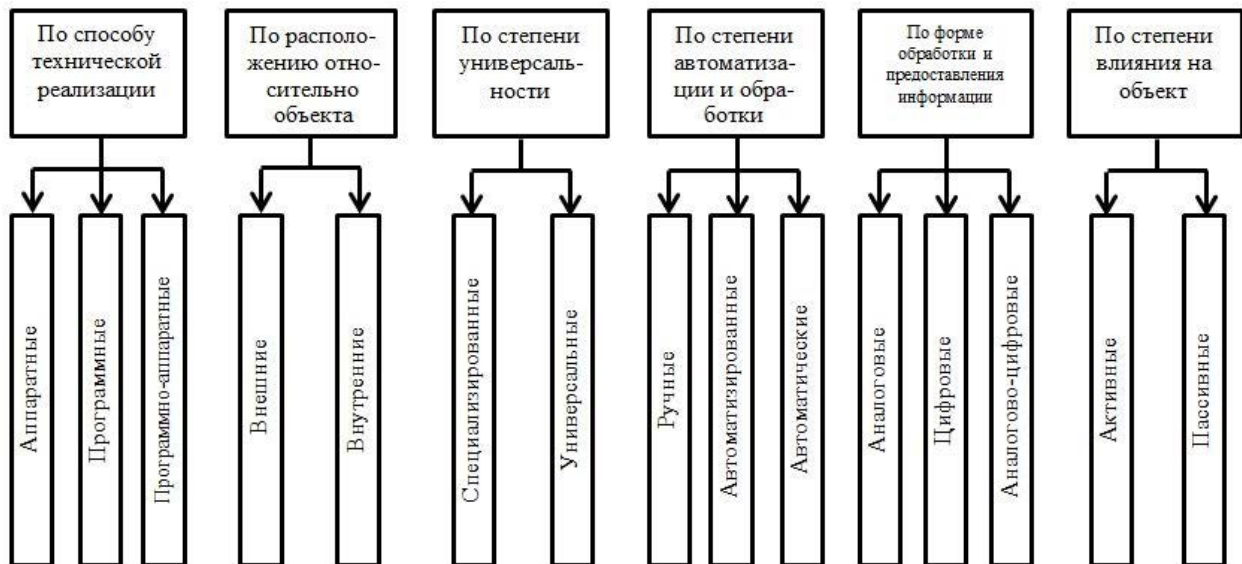 По способу
технической
реализации
По располо-
жению отно-
сительно
объекта
По степени
универсаль-
ности
По степени
автоматиза-
ции и обра-
ботки
По форме
обработки и
предоставления
информации
По степени
влияния на
объект
Аппаратные
Программные
Программно-аппаратные
Внешние
Внутренние
Специализированные
Универсальные
Ручные
Автоматизированные
Автоматические
Аналоговые
Цифровые
Аналогово-цифровые
Активные
Пассивные